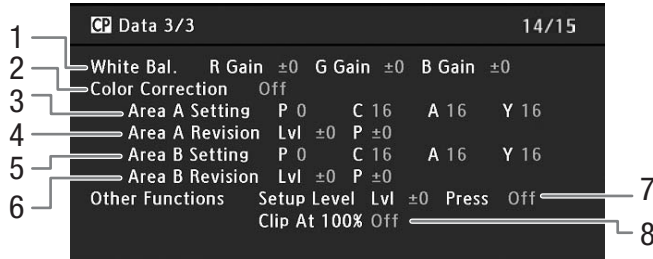 CP Data 3/3 14/15
1 White Bal. R Gain ±0 G Gain ±0 B Gain ±0
2 Color Correction Off
3 Area A Setting P 0 C 16 A 16 Y 16
4 Area A Revision Lvl ±0 P ±0
5 Area B Setting P 0 C 16 A 16 Y 16
6 Area B Revision Lvl ±0 P ±0
Other Functions Setup Level Lvl ±0 Press Off 7
Clip At 100% Off 8